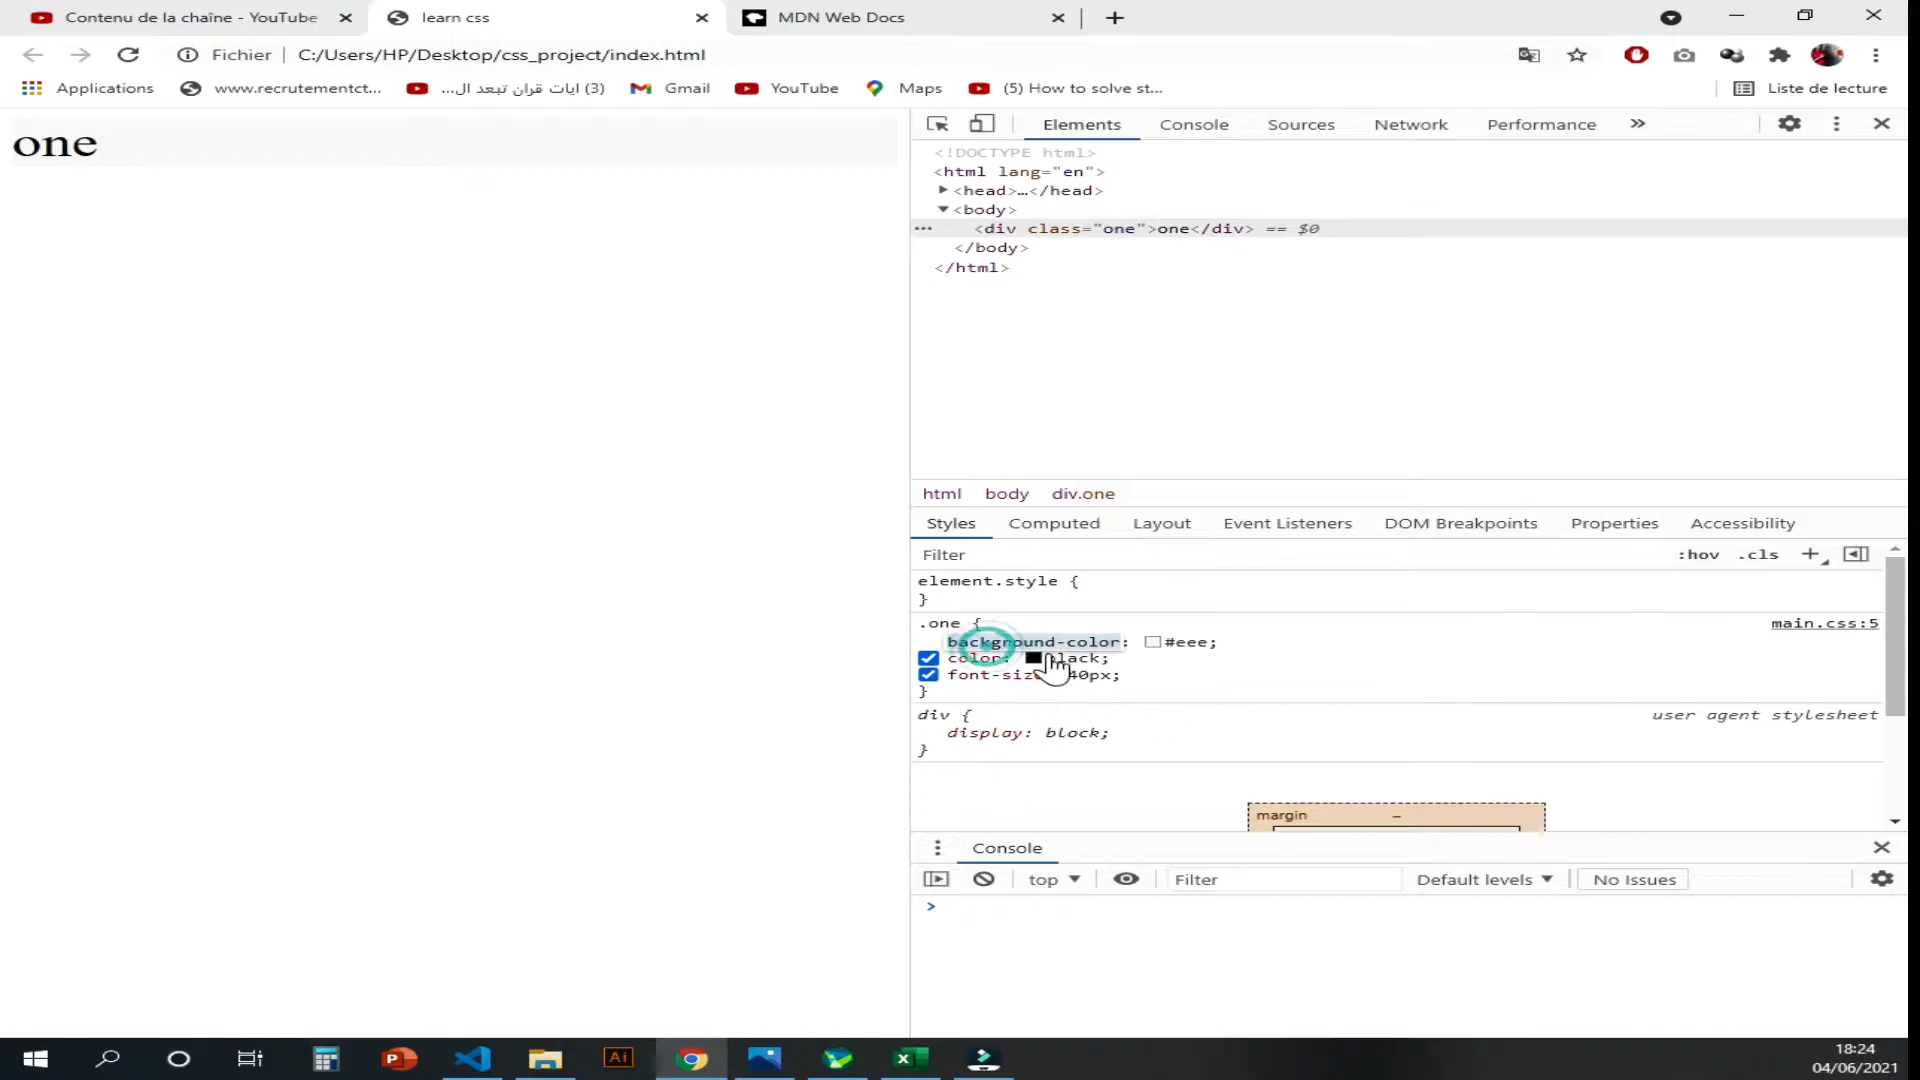 Contenu de la chaîne - YouTube
learn css
MDN Web Docs
Fichier
C:/Users/HP/Desktop/css_project/index.html
Applications
www.recrutementct...
(3) ايات قران تبعد ال...
Gmail
YouTube
Maps
(5) How to solve st...
Liste de lecture
one
Elements
Console
Sources
Network
Performance
<!DOCTYPE html>
<html lang="en">
<head>…</head>
<body>
<div class="one">one</div> == $0
</body>
</html>
html
body
div.one
Styles
Computed
Layout
Event Listeners
DOM Breakpoints
Properties
Accessibility
Filter
:hov
.cls
element.style {
}
.one {
main.css:5
background-color: #eee;
color: black;
40px;
}
div {
user agent stylesheet
display: block;
}
margin
Console
top
Filter
Default levels
No Issues
18:24
04/06/2021